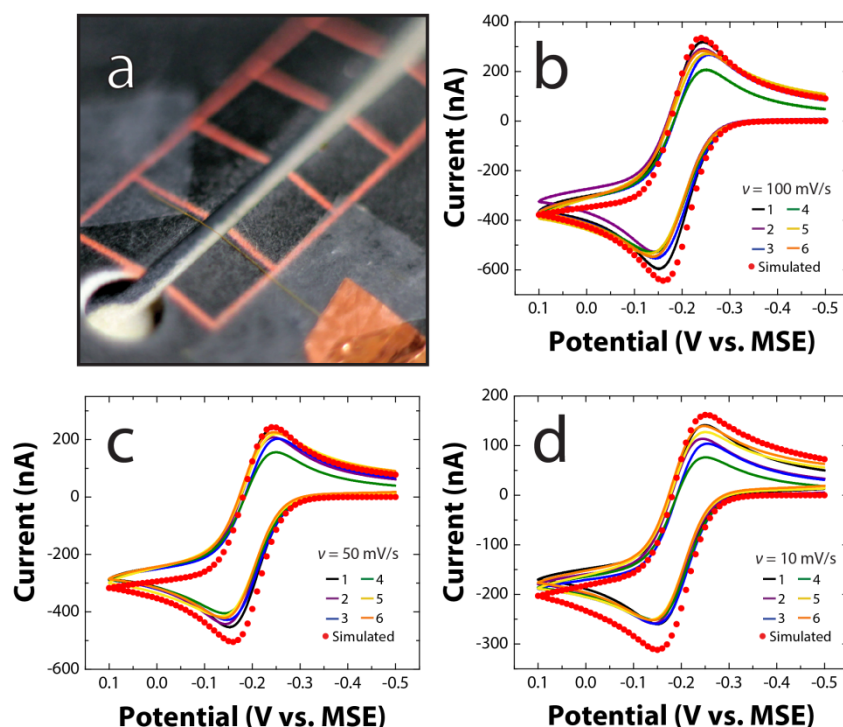 a
b
400
200
0
-200
-400
-600
Current (nA)
v = 100 mV/s
1 4
2 5
3 6
Simulated
0.1 0.0 -0.1 -0.2 -0.3 -0.4 -0.5
Potential (V vs. MSE)
c
200
0
-200
-400
-600
Current (nA)
v = 50 mV/s
1 4
2 5
3 6
Simulated
0.1 0.0 -0.1 -0.2 -0.3 -0.4 -0.5
Potential (V vs. MSE)
d
200
100
0
-100
-200
-300
Current (nA)
v = 10 mV/s
1 4
2 5
3 6
Simulated
0.1 0.0 -0.1 -0.2 -0.3 -0.4 -0.5
Potential (V vs. MSE)